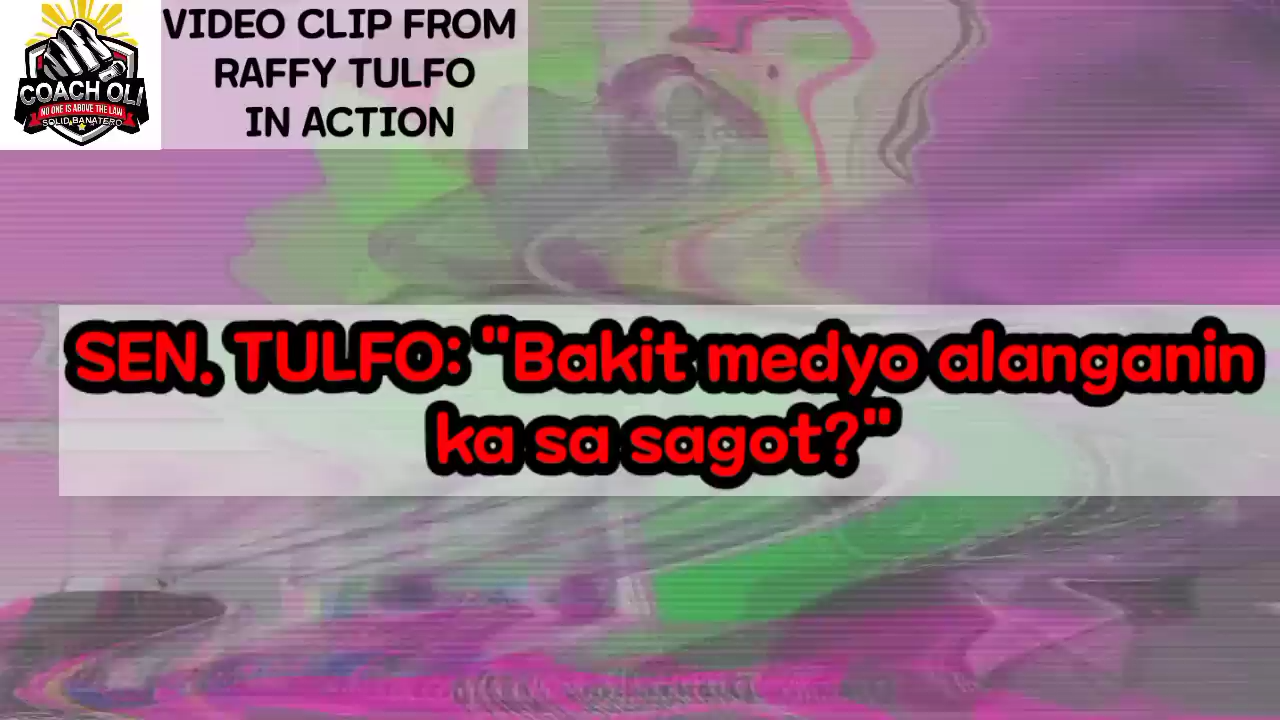 COACH OLI
NO ONE IS ABOVE THE LAW
SOLID BANATERO
VIDEO CLIP FROM
RAFFY TULFO
IN ACTION
SEN. TULFO: "Bakit medyo alanganin
ka sa sagot?"